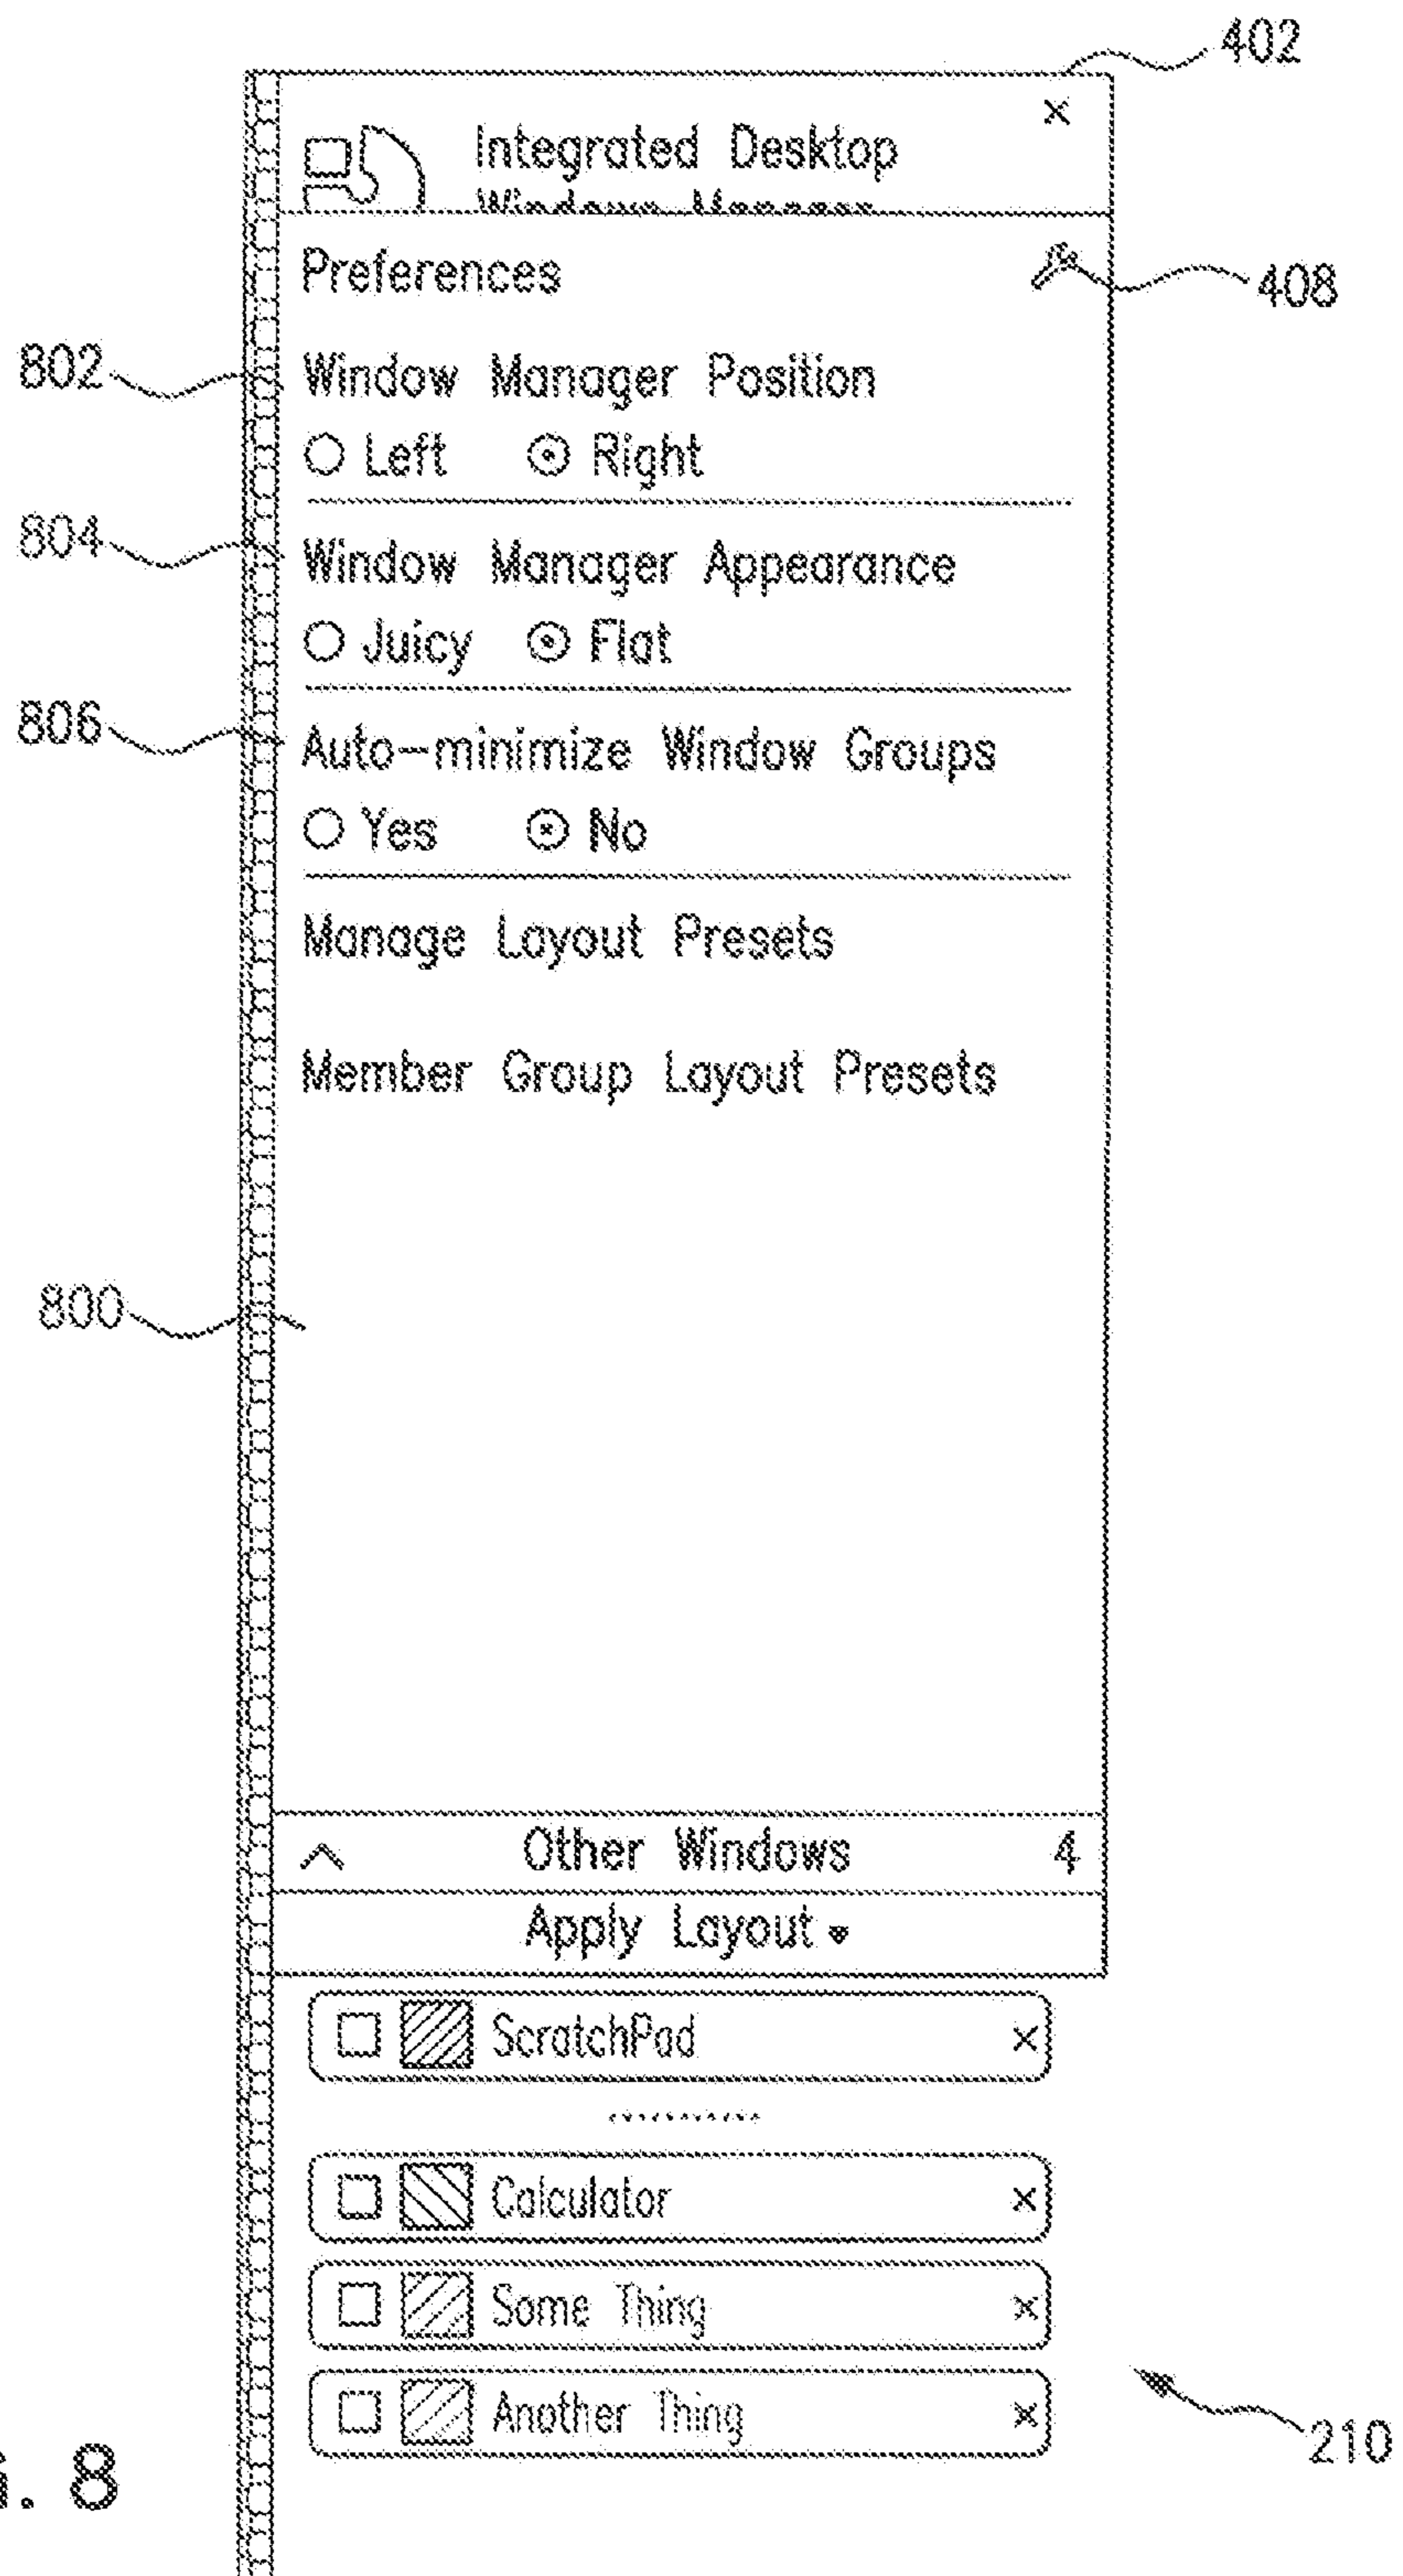 402
×
Integrated Desktop
Window Manager
Preferences
408
802
Window Manager Position
Left Right
804
Window Manager Appearance
Juicy Flat
806
Auto-minimize Window Groups
Yes No
Manage Layout Presets
Member Group Layout Presets
800
Other Windows 4
Apply Layout
ScratchPad ×
Calculator ×
Some Thing ×
Another Thing ×
210
G. 8